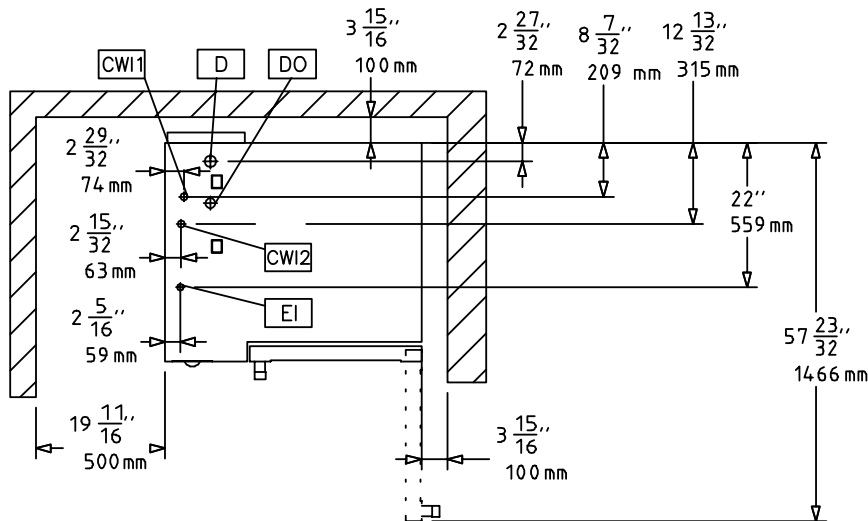 3 15/16"
100 mm
2 27/32"
72 mm
8 7/32"
209 mm
12 13/32"
315 mm
CWI1
D
DO
2 29/32"
74 mm
2 15/32"
63 mm
CWI2
22"
559 mm
2 5/16"
59 mm
EI
57 23/32"
1466 mm
19 11/16"
500 mm
3 15/16"
100 mm